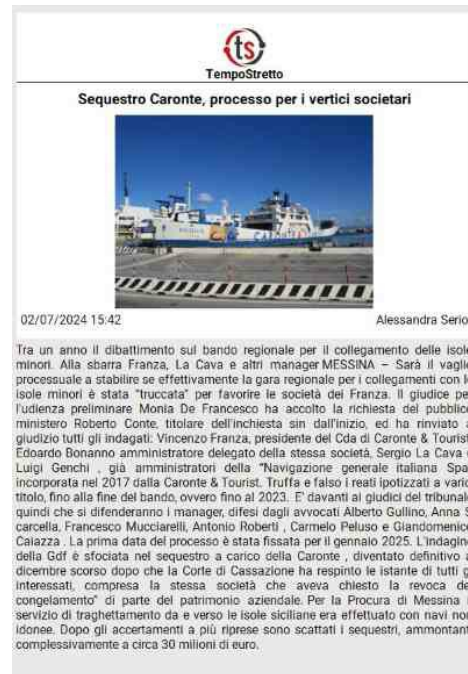 ts
TempoStretto
Sequestro Caronte, processo per i vertici societari
02/07/2024 15:42 Alessandra Serio
Tra un anno il dibattimento sul bando regionale per il collegamento delle isole
minori. Alla sbarra Franza, La Cava e altri manager MESSINA – Sarà il vaglio
processuale a stabilire se effettivamente la gara regionale per i collegamenti con le
isole minori è stata "truccata" per favorire le società dei Franza. Il giudice per
l'udienza preliminare Monia De Francesco ha accolto la richiesta del pubblico
ministero Roberto Conte, titolare dell'inchiesta sin dall'inizio, ed ha rinviato a
giudizio tutti gli indagati: Vincenzo Franza, presidente del Cda di Caronte & Tourist,
Edoardo Bonanno amministratore delegato della stessa società, Sergio La Cava e
Luigi Genchi , già amministratori della "Navigazione generale italiana Spa"
incorporata nel 2017 dalla Caronte & Tourist. Truffa e falso i reati ipotizzati a vario
titolo, fino alla fine del bando, ovvero fino al 2023. E' davanti ai giudici del tribunale
quindi che si difenderanno i manager, difesi dagli avvocati Alberto Gullino, Anna S
carcella, Francesco Mucciarelli, Antonio Roberti , Carmelo Peluso e Giandomenico
Caiazza . La prima data del processo è stata fissata per il gennaio 2025. L'indagine
della Gdf è sfociata nel sequestro a carico della Caronte , diventato definitivo a
dicembre scorso dopo che la Corte di Cassazione ha respinto le istante di tutti gli
interessati, compresa la stessa società che aveva chiesto la revoca del
congelamento" di parte del patrimonio aziendale. Per la Procura di Messina il
servizio di traghettamento da e verso le isole siciliane era effettuato con navi non
idonee. Dopo gli accertamenti a più riprese sono scattati i sequestri, ammontanti
complessivamente a circa 30 milioni di euro.